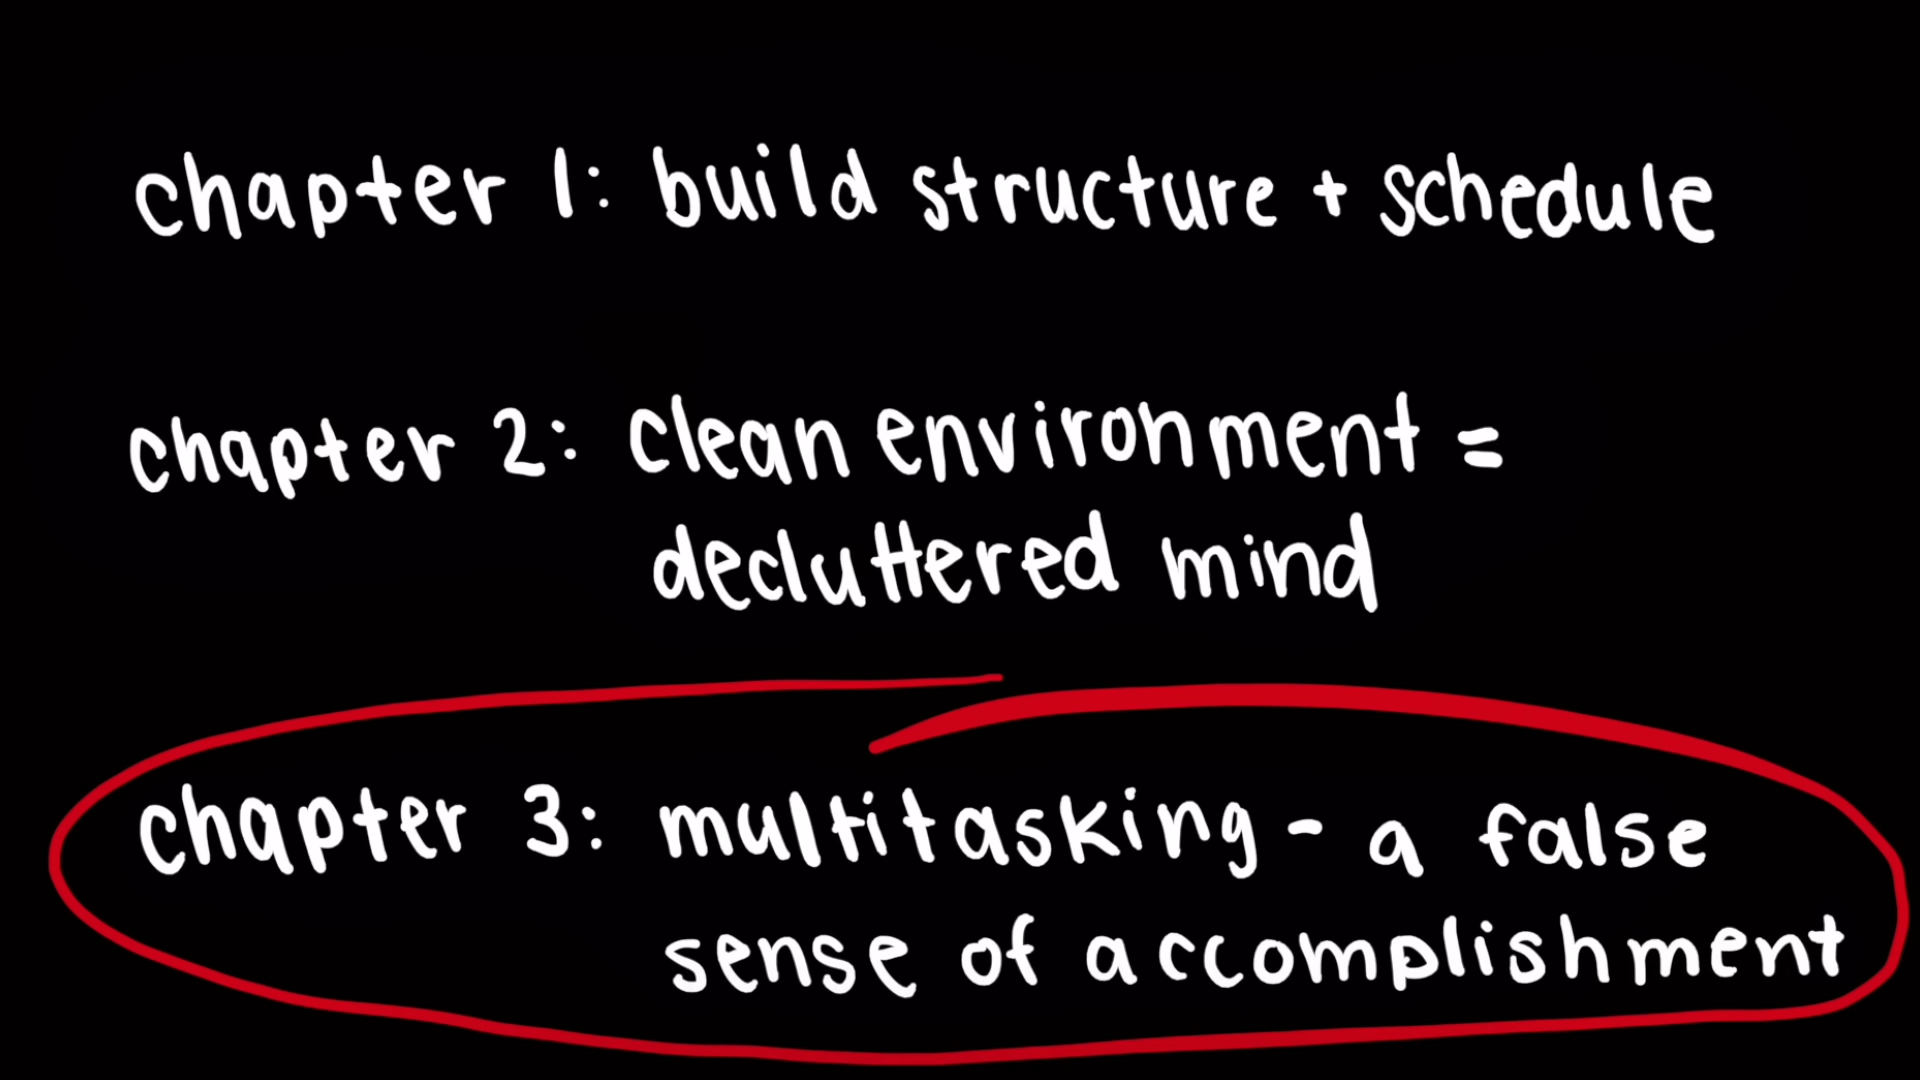 chapter 1: build structure + schedule
chapter 2: clean environment =
decluttered mind
chapter 3: multitasking - a false
sense of accomplishment